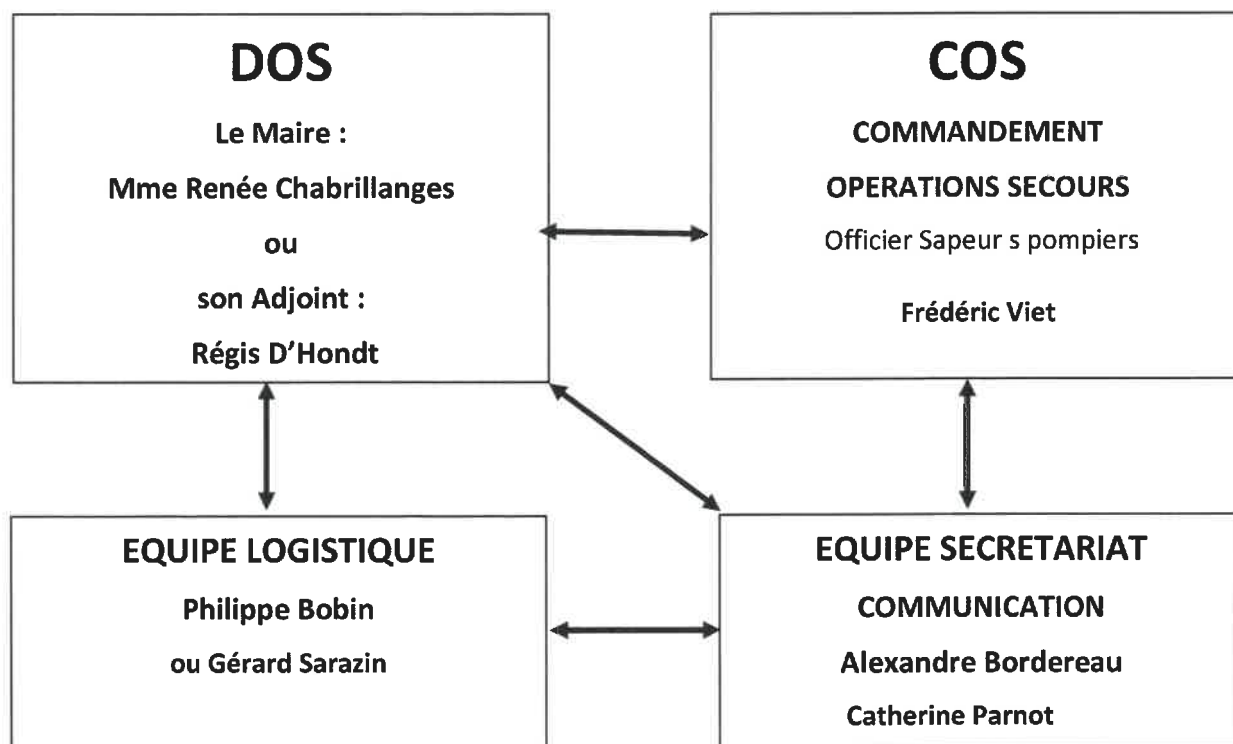 DOS
Le Maire :
Mme Renée Chabrillanges
ou
son Adjoint :
Régis D'Hondt
COS
COMMANDEMENT
OPERATIONS SECOURS
Officier Sapeur s pompiers
Frédéric Viet
EQUIPE LOGISTIQUE
Philippe Bobin
ou Gérard Sarazin
EQUIPE SECRETARIAT
COMMUNICATION
Alexandre Bordereau
Catherine Parnot